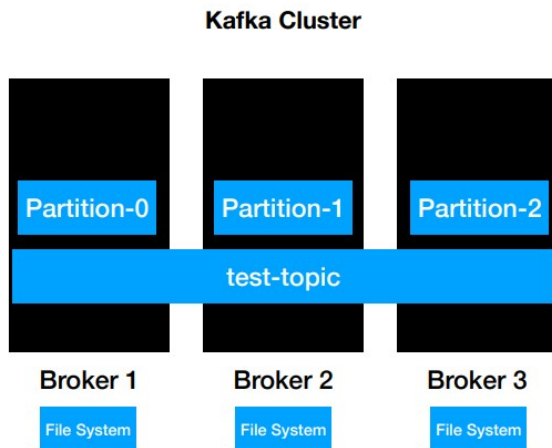 Kafka Cluster
Partition-0 Partition-1 Partition-2
test-topic
Broker 1 Broker 2 Broker 3
File System File System File System